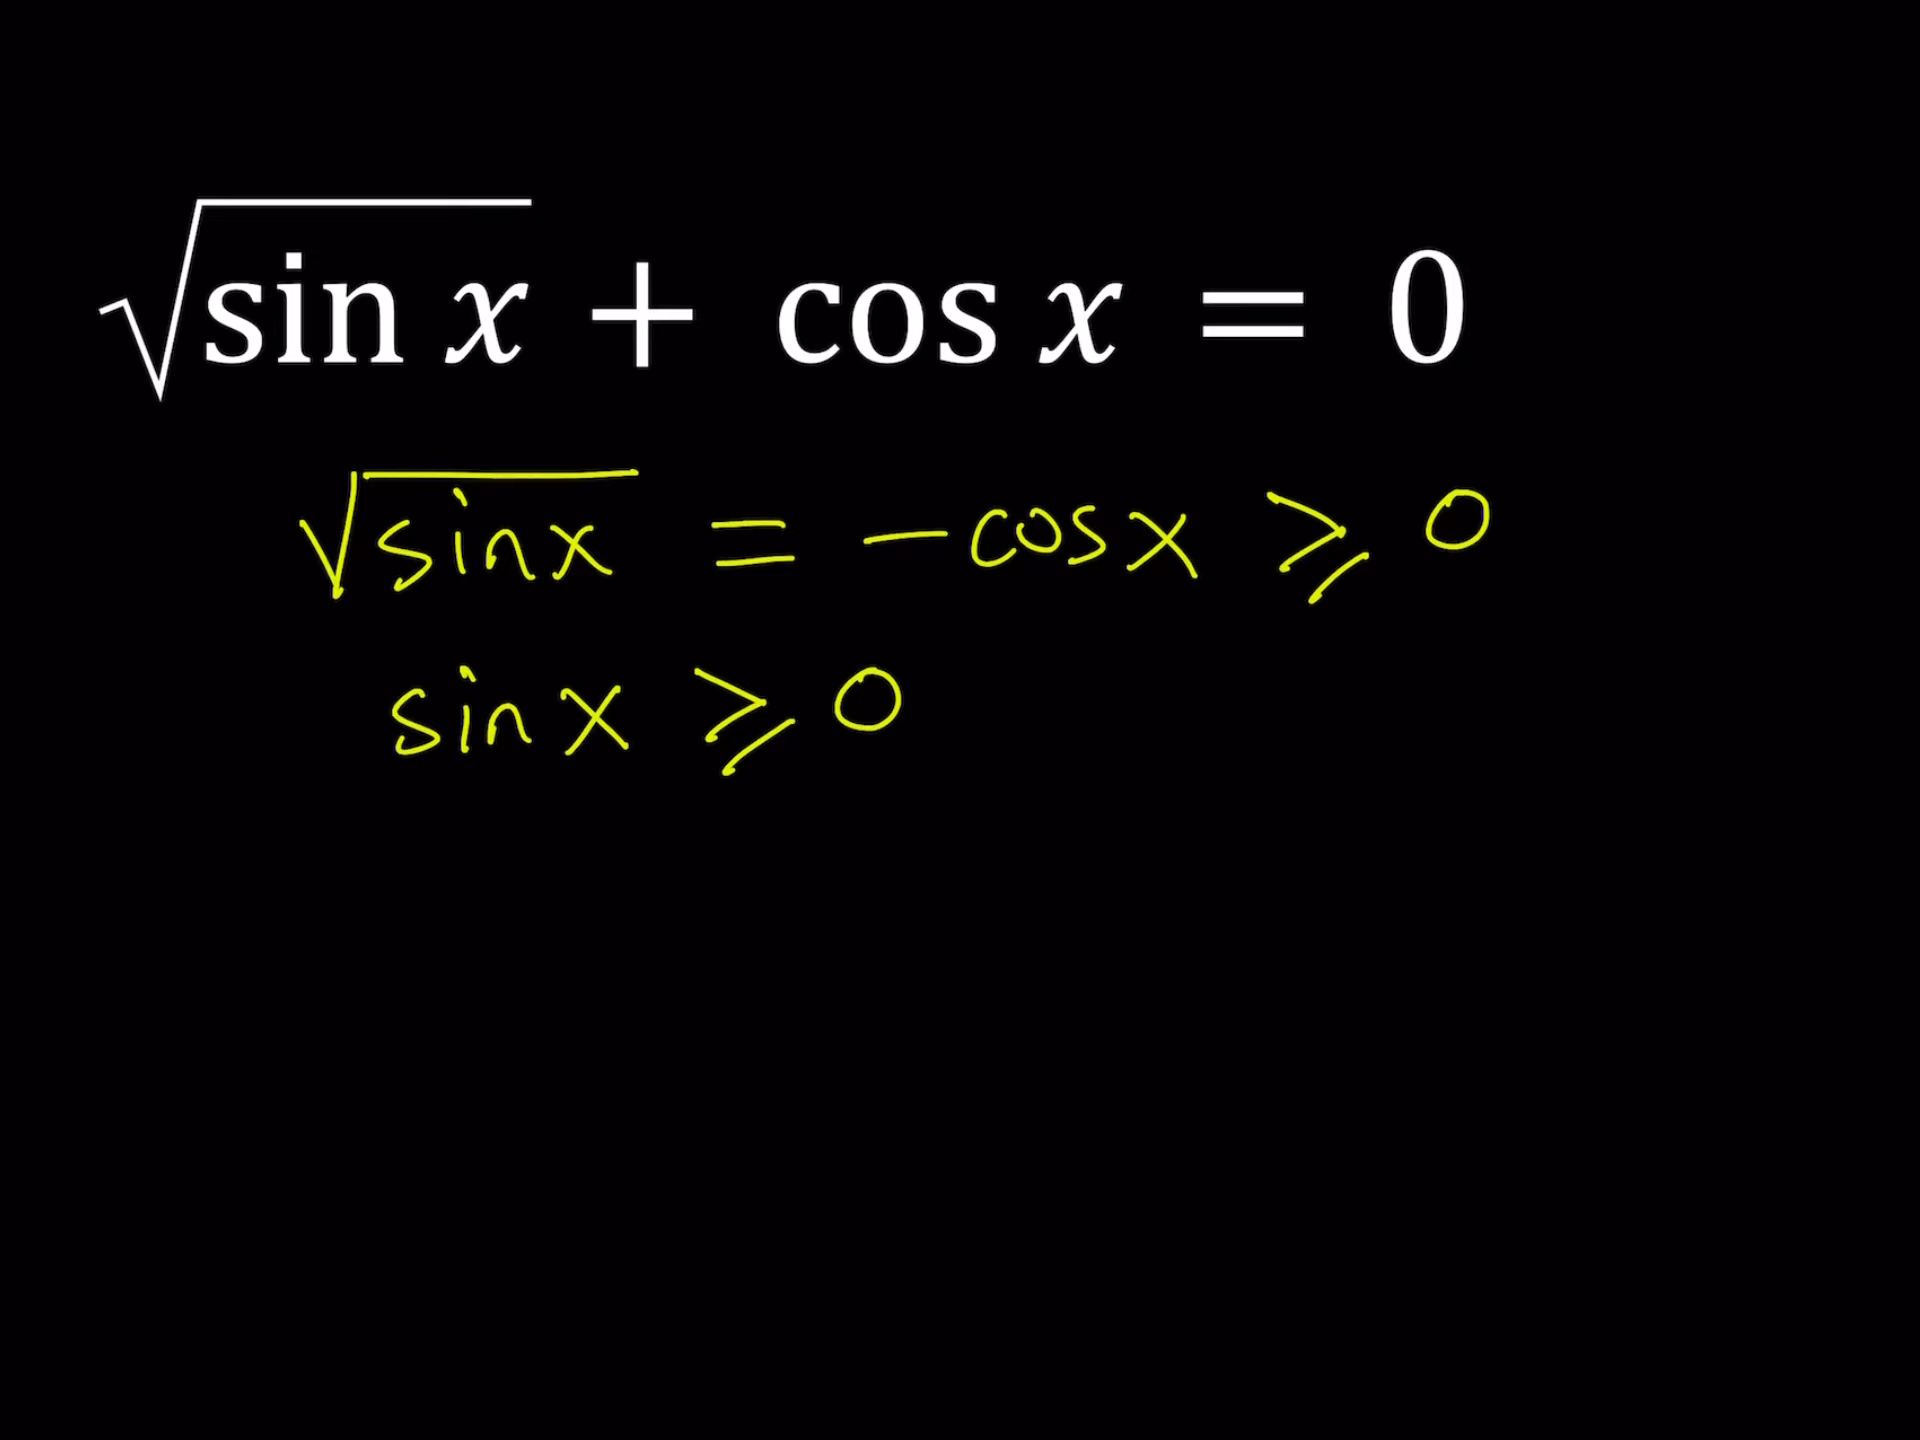 √sin x + cos x = 0
√sinx = -cosx ⩾ 0
sinx ⩾ 0